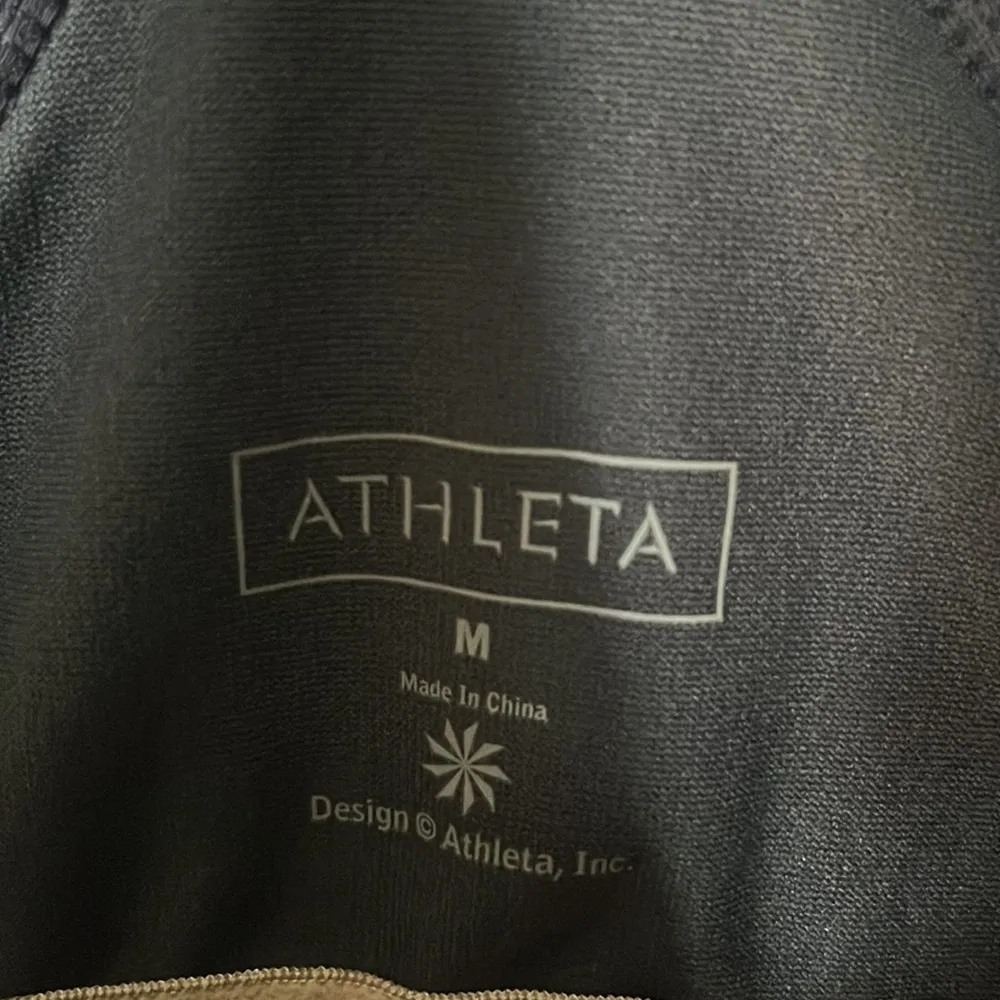 ATHLETA
M
Made In China
Design © Athleta, Inc.